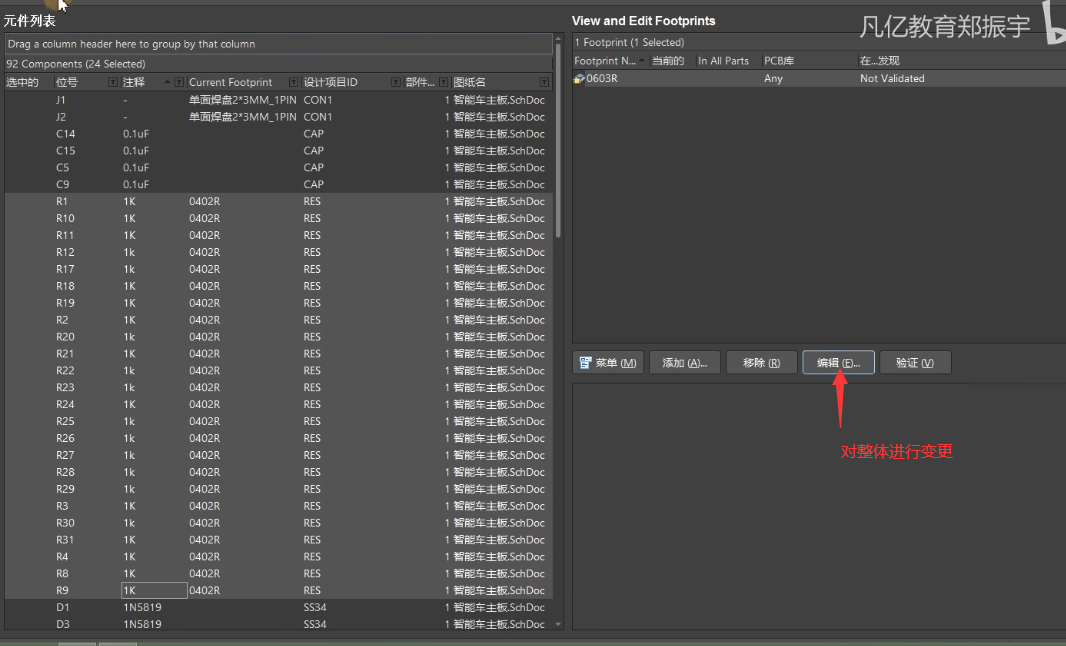 元件列表
Drag a column header here to group by that column
92 Components (24 Selected)
选中的 位号 注释 Current Footprint 设计项目ID 部件... 图纸名
J1 - 单面焊盘2*3MM_1PIN CON1 1 智能车主板.SchDoc
J2 - 单面焊盘2*3MM_1PIN CON1 1 智能车主板.SchDoc
C14 0.1uF CAP 1 智能车主板.SchDoc
C15 0.1uF CAP 1 智能车主板.SchDoc
C5 0.1uF CAP 1 智能车主板.SchDoc
C9 0.1uF CAP 1 智能车主板.SchDoc
R1 1K 0402R RES 1 智能车主板.SchDoc
R10 1K 0402R RES 1 智能车主板.SchDoc
R11 1K 0402R RES 1 智能车主板.SchDoc
R12 1k 0402R RES 1 智能车主板.SchDoc
R17 1k 0402R RES 1 智能车主板.SchDoc
R18 1K 0402R RES 1 智能车主板.SchDoc
R19 1K 0402R RES 1 智能车主板.SchDoc
R2 1K 0402R RES 1 智能车主板.SchDoc
R20 1k 0402R RES 1 智能车主板.SchDoc
R21 1K 0402R RES 1 智能车主板.SchDoc
R22 1k 0402R RES 1 智能车主板.SchDoc
R23 1k 0402R RES 1 智能车主板.SchDoc
R24 1K 0402R RES 1 智能车主板.SchDoc
R25 1k 0402R RES 1 智能车主板.SchDoc
R26 1k 0402R RES 1 智能车主板.SchDoc
R27 1k 0402R RES 1 智能车主板.SchDoc
R28 1k 0402R RES 1 智能车主板.SchDoc
R29 1k 0402R RES 1 智能车主板.SchDoc
R3 1K 0402R RES 1 智能车主板.SchDoc
R30 1k 0402R RES 1 智能车主板.SchDoc
R31 1k 0402R RES 1 智能车主板.SchDoc
R4 1K 0402R RES 1 智能车主板.SchDoc
R8 1K 0402R RES 1 智能车主板.SchDoc
R9 1K 0402R RES 1 智能车主板.SchDoc
D1 1N5819 SS34 1 智能车主板.SchDoc
D3 1N5819 SS34 1 智能车主板.SchDoc
View and Edit Footprints
凡亿教育郑振宇
1 Footprint (1 Selected)
Footprint N... 当前的 In All Parts PCB库 在...发现
0603R Any Not Validated
菜单 (M) 添加 (A)... 移除 (R) 编辑 (E)... 验证 (V)
对整体进行变更